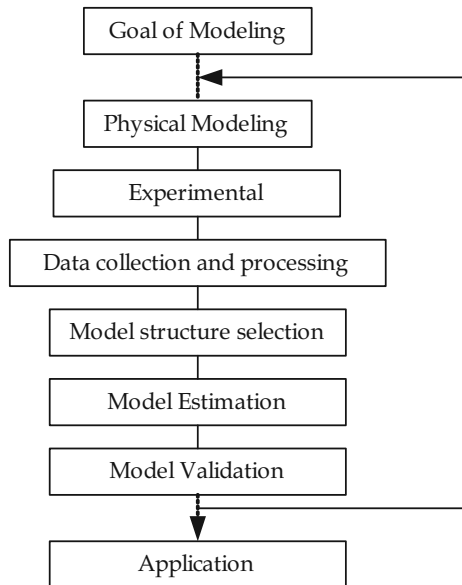 Goal of Modeling
Physical Modeling
Experimental
Data collection and processing
Model structure selection
Model Estimation
Model Validation
Application